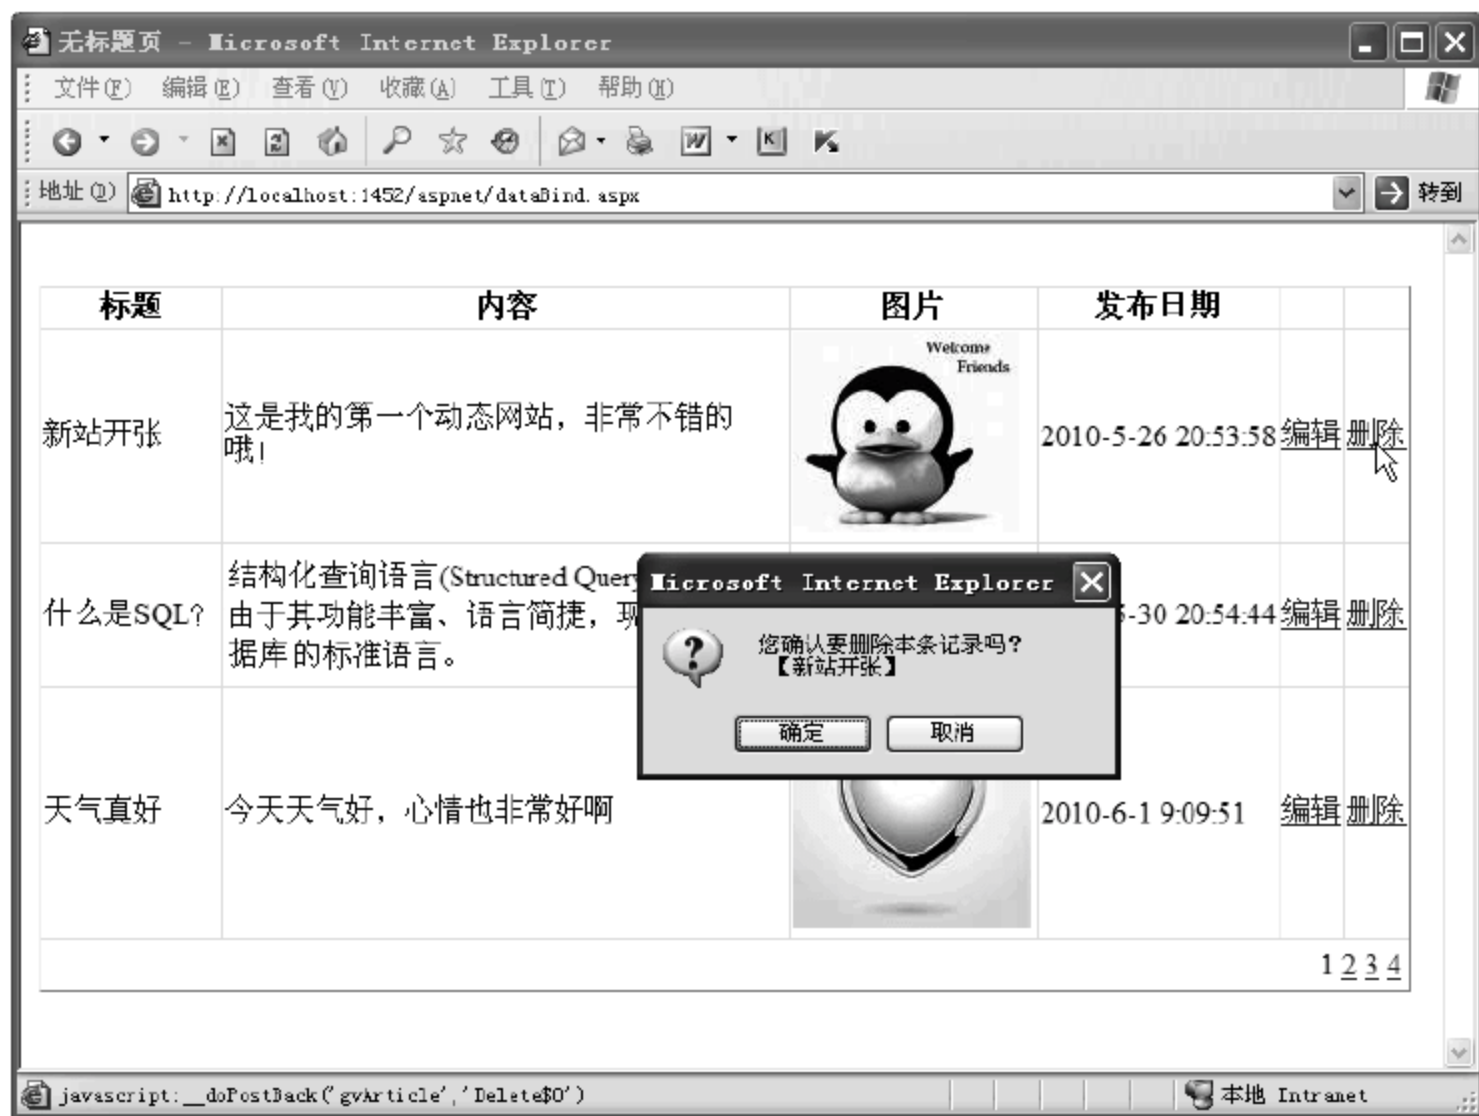 无标题页 - Microsoft Internet Explorer
文件(F) 编辑(E) 查看(V) 收藏(A) 工具(T) 帮助(H)
地址(D) http://localhost:1452/aspnet/dataBind.aspx 转到
标题 内容 图片 发布日期
Welcome
Friends
新站开张 这是我的第一个动态网站，非常不错的
哦！
2010-5-26 20:53:58 编辑 删除
什么是SQL？ 结构化查询语言(Structured Query
由于其功能丰富、语言简捷，现
据库的标准语言。
5-30 20:54:44 编辑 删除
Microsoft Internet Explorer
您确认要删除本条记录吗？
【新站开张】
确定 取消
天气真好 今天天气好，心情也非常好啊 2010-6-1 9:09:51 编辑 删除
1 2 3 4
javascript:__doPostBack('gvArticle','Delete$0') 本地 Intranet